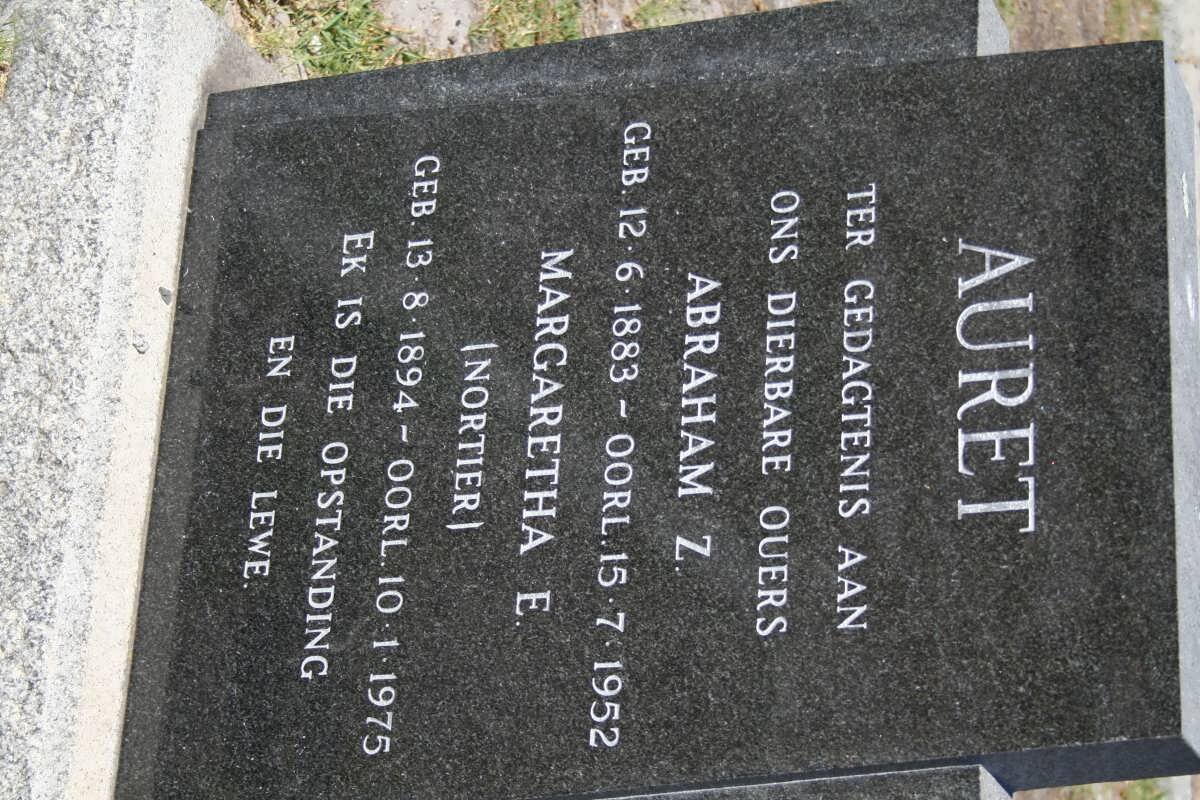 AURET
TER GEDAGTENIS AAN
ONS DIERBARE OUERS
ABRAHAM Z.
GEB. 12·6·1883 ~ OORL. 15·7·1952
MARGARETHA E.
(NORTIER)
GEB. 13·8·1894 ~ OORL. 10·1·1975
EK IS DIE OPSTANDING
EN DIE LEWE.